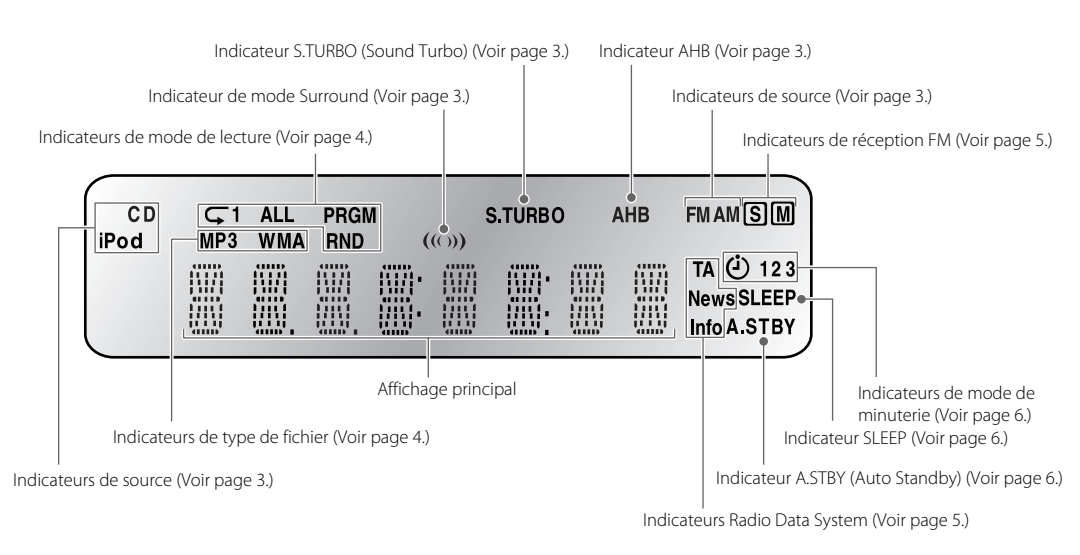 Indicateur S.TURBO (Sound Turbo) (Voir page 3.)
Indicateur AHB (Voir page 3.)
Indicateur de mode Surround (Voir page 3.)
Indicateurs de source (Voir page 3.)
Indicateurs de mode de lecture (Voir page 4.)
Indicateurs de réception FM (Voir page 5.)
CD
1 ALL PRGM
S.TURBO
AHB
FM AM S M
iPod
MP3 WMA RND
TA
1 2 3
News SLEEP
Info A.STBY
Affichage principal
Indicateurs de mode de
minuterie (Voir page 6.)
Indicateurs de type de fichier (Voir page 4.)
Indicateur SLEEP (Voir page 6.)
Indicateurs de source (Voir page 3.)
Indicateur A.STBY (Auto Standby) (Voir page 6.)
Indicateurs Radio Data System (Voir page 5.)